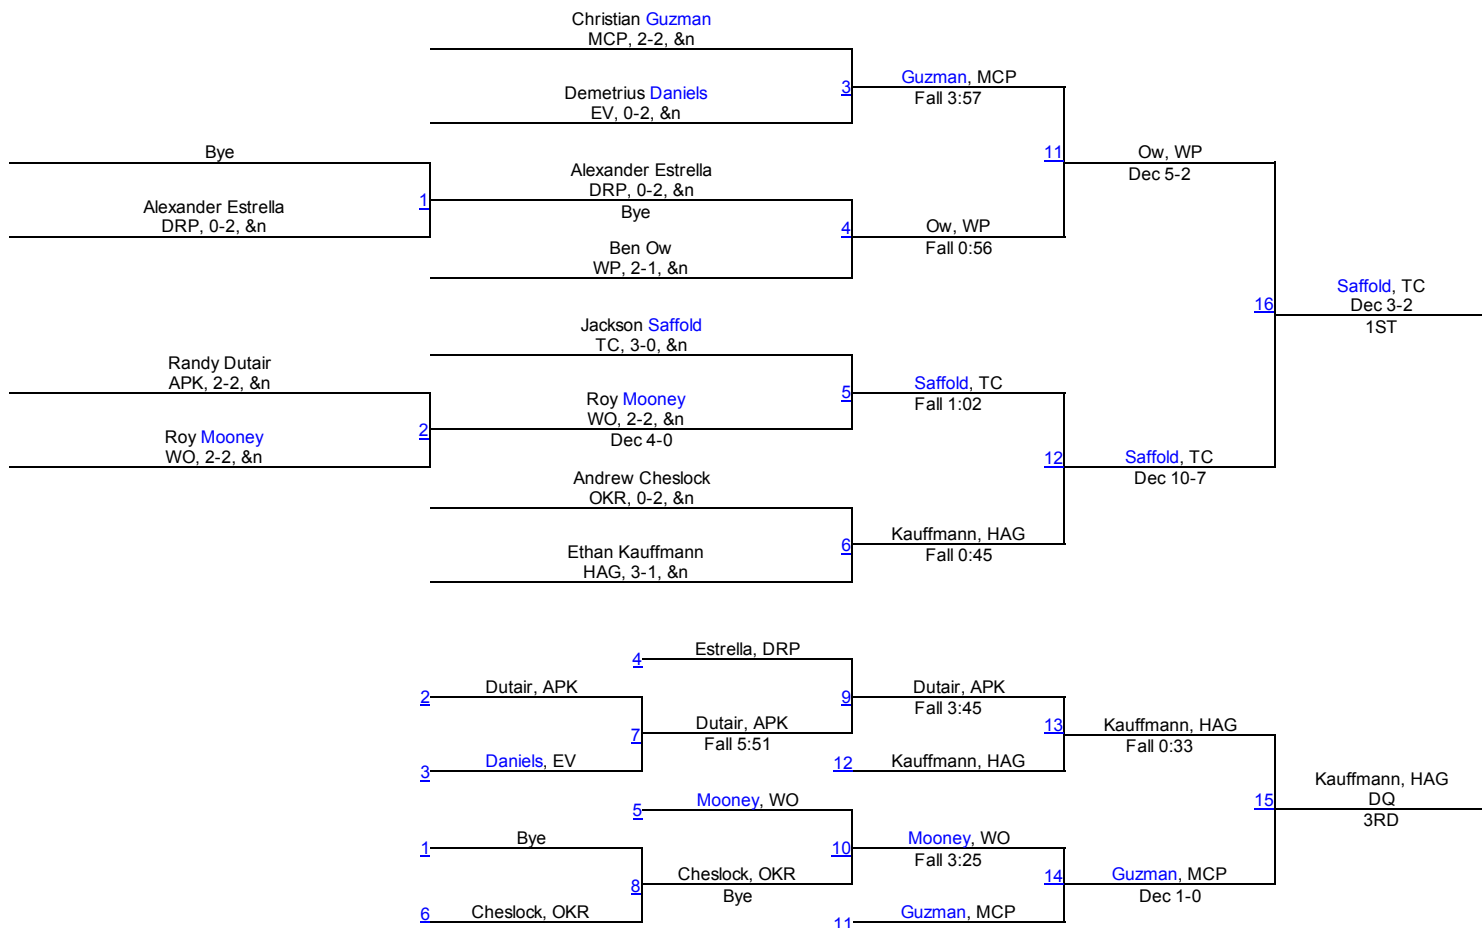 Christian Guzman
MCP, 2-2, &n
3
Guzman, MCP
Fall 3:57
Demetrius Daniels
EV, 0-2, &n
Bye
1
Alexander Estrella
DRP, 0-2, &n
Alexander Estrella
DRP, 0-2, &n
Bye
4
Ow, WP
Fall 0:56
Ben Ow
WP, 2-1, &n
11
Ow, WP
Dec 5-2
16
Saffold, TC
Dec 3-2
1ST
Jackson Saffold
TC, 3-0, &n
5
Saffold, TC
Fall 1:02
Randy Dutair
APK, 2-2, &n
2
Roy Mooney
WO, 2-2, &n
Roy Mooney
WO, 2-2, &n
Dec 4-0
12
Saffold, TC
Dec 10-7
Andrew Cheslock
OKR, 0-2, &n
6
Kauffmann, HAG
Fall 0:45
Ethan Kauffmann
HAG, 3-1, &n
4
Estrella, DRP
2
Dutair, APK
9
Dutair, APK
Fall 3:45
7
Dutair, APK
Fall 5:51
3
Daniels, EV
13
Kauffmann, HAG
Fall 0:33
12
Kauffmann, HAG
15
Kauffmann, HAG
DQ
3RD
5
Mooney, WO
1
Bye
10
Mooney, WO
Fall 3:25
8
Cheslock, OKR
Bye
6
Cheslock, OKR
14
Guzman, MCP
Dec 1-0
11
Guzman, MCP